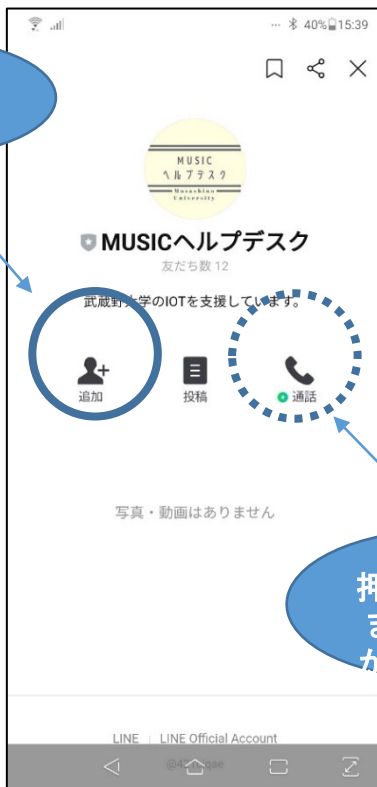 40% 15:39
MUSIC
ヘルプデスク
Musashino
University
MUSICヘルプデスク
友だち数 12
武蔵野大学のIOTを支援しています。
追加
投稿
通話
写真・動画はありません
押
LINE | LINE Official Account